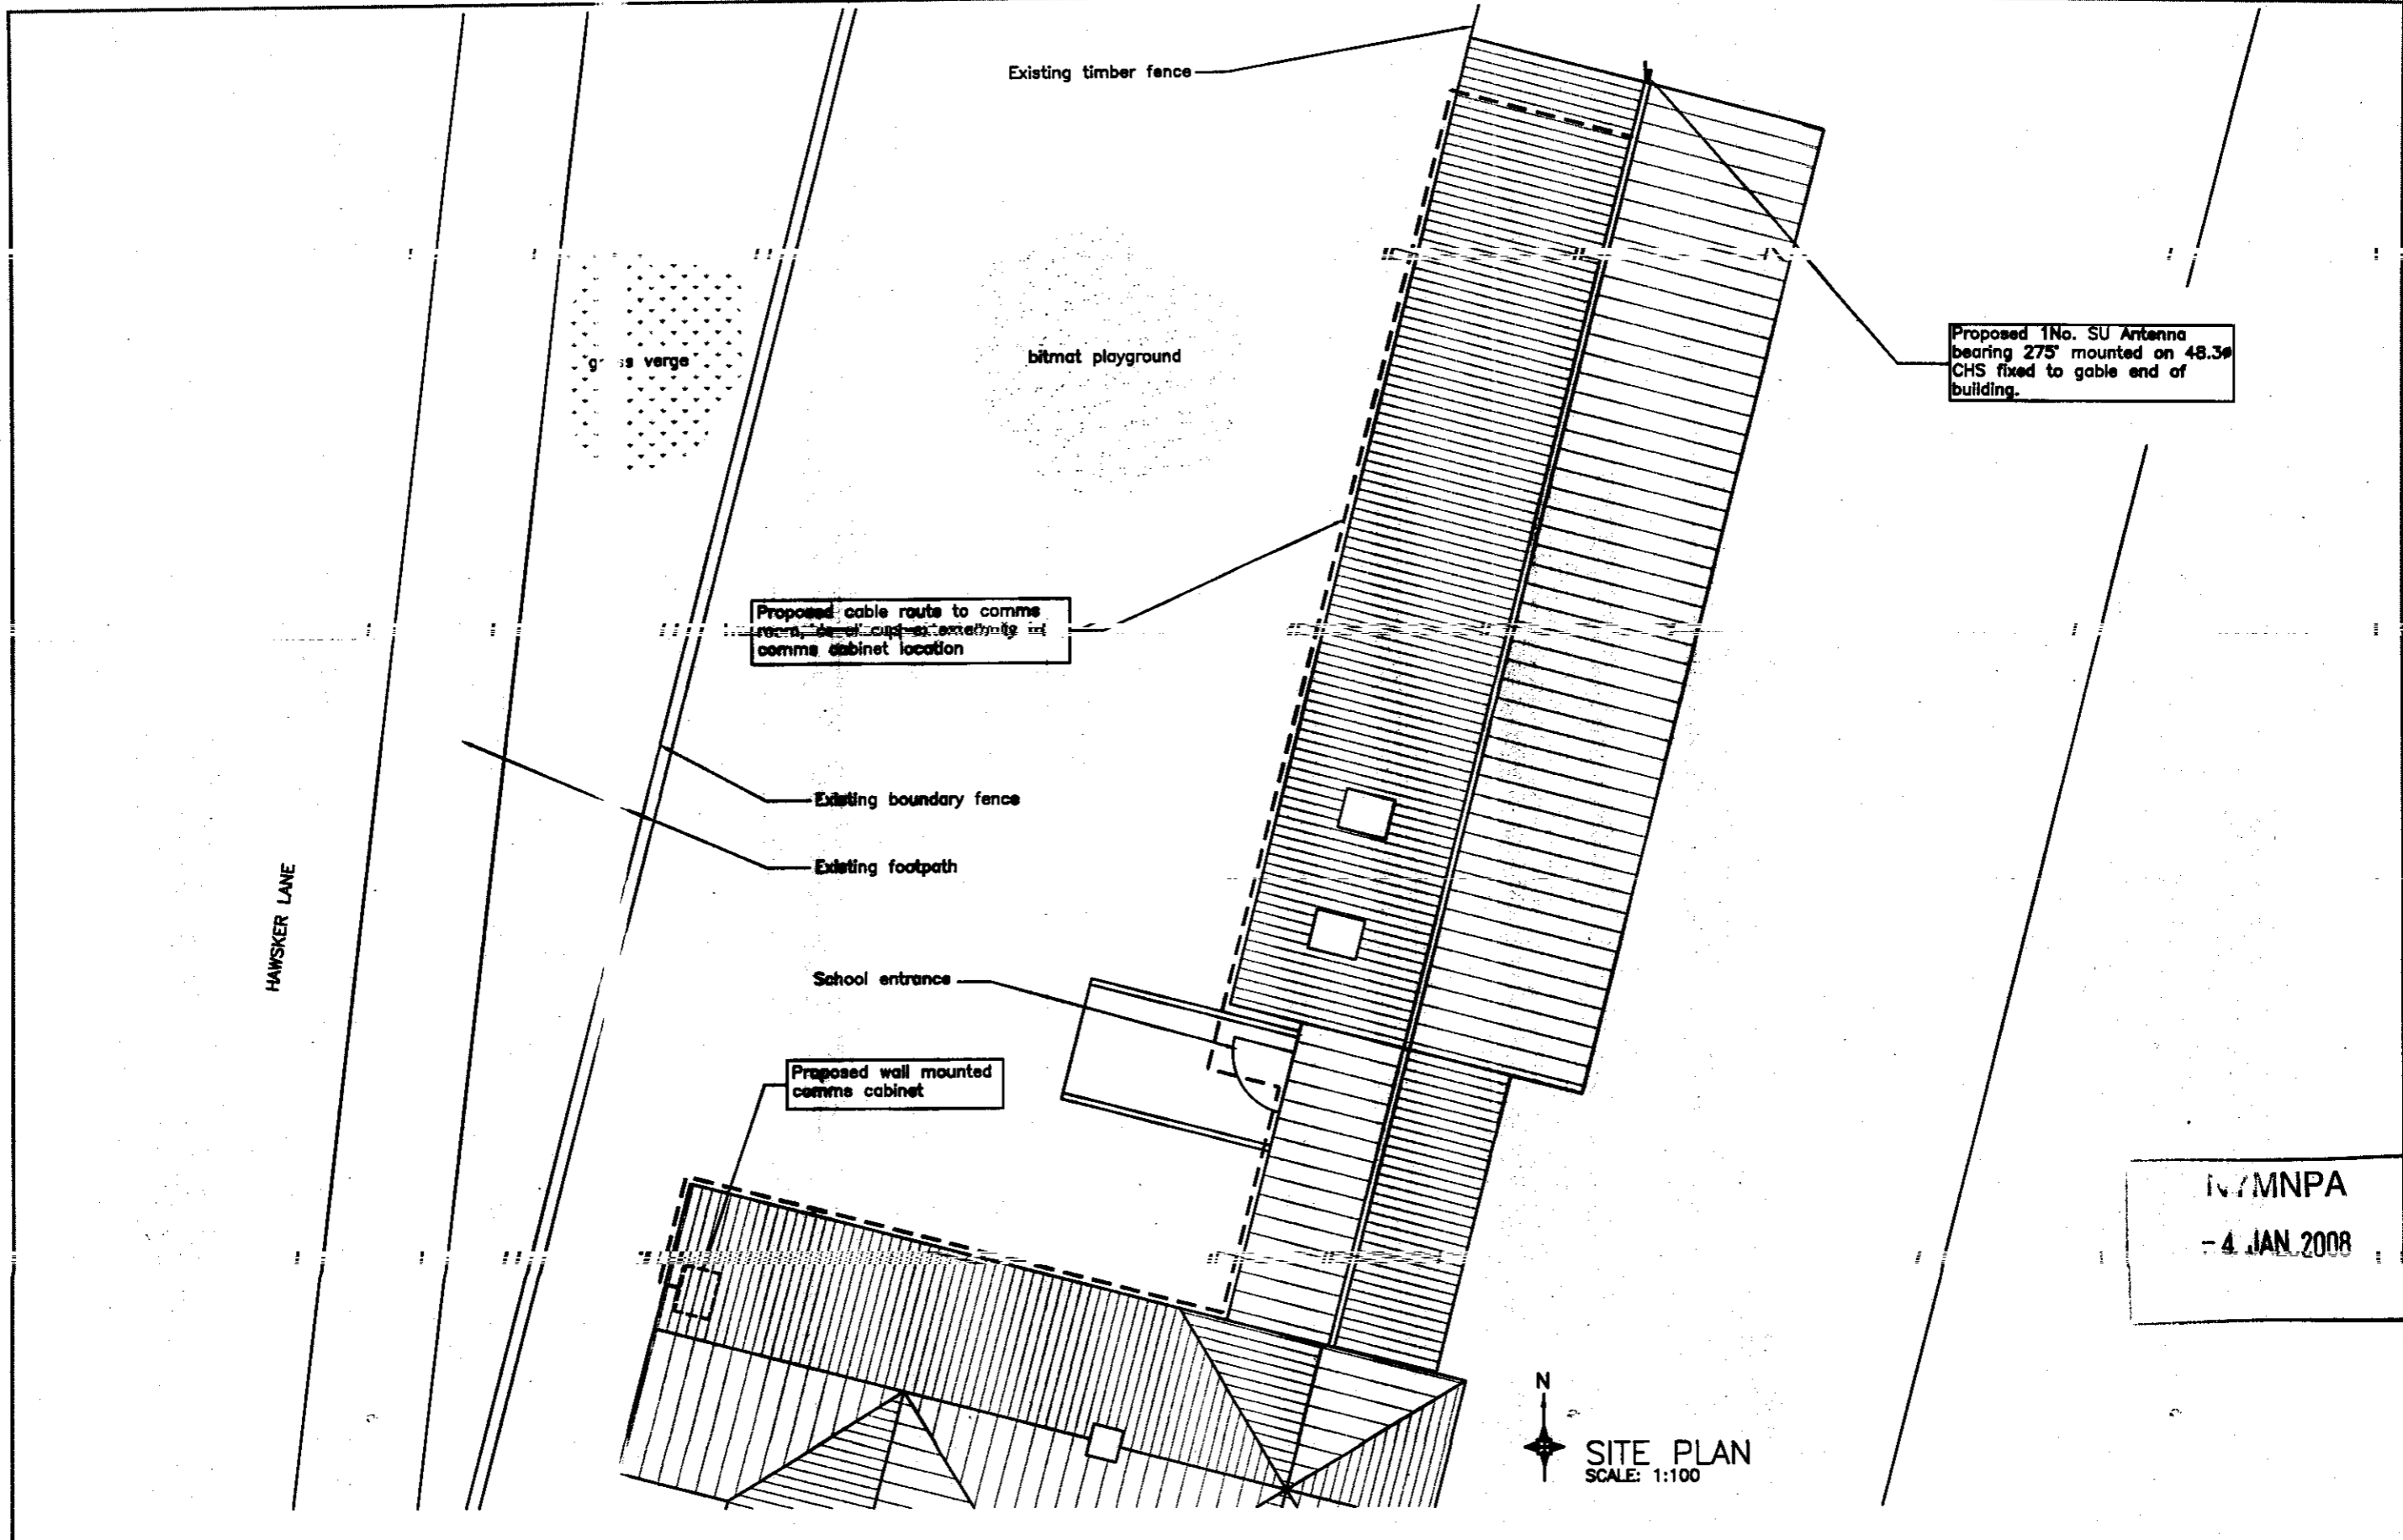 Existing timber fence
Proposed 1No. SU Antenna
bearing 275° mounted on 48.3ø
CHS fixed to gable end of
building.
verge
bitmat playground
Proposed cable route to comms
comms cabinet location
Existing boundary fence
Existing footpath
HAWSKER LANE
School entrance
Proposed wall mounted
comms cabinet
MNPA
- 4 JAN 2008
N
SITE PLAN
SCALE: 1:100